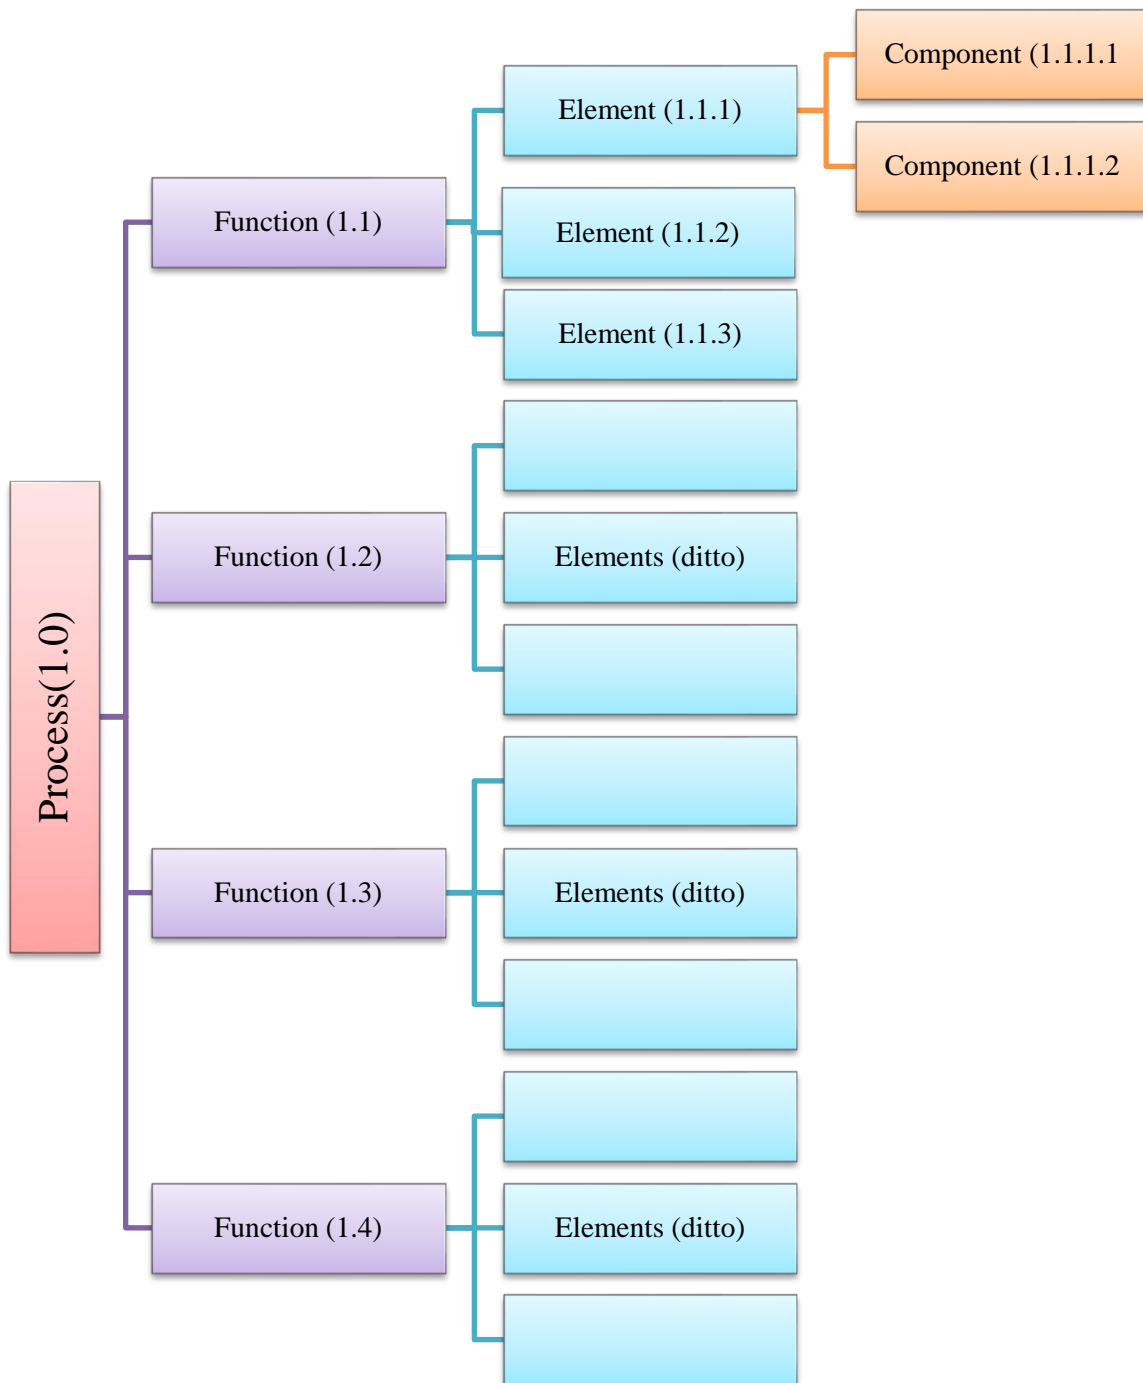 Component (1.1.1.1
Element (1.1.1)
Component (1.1.1.2
Function (1.1)
Element (1.1.2)
Element (1.1.3)
Function (1.2)
Elements (ditto)
Process(1.0)
Function (1.3)
Elements (ditto)
Function (1.4)
Elements (ditto)